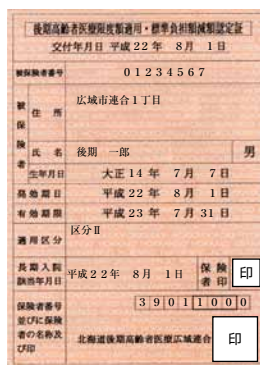 後期高齢者医療限度額適用・標準負担額減額認定証
交付年月日 平成22年 8月 1日
被保険者番号 01234567
被保険者
住所 広域市連合1丁目
氏名 後期 一郎 男
生年月日 大正14年 7月 7日
発効期日 平成22年 8月 1日
有効期限 平成23年 7月31日
適用区分 区分Ⅱ
長期入院該当年月日 平成22年 8月 1日 保険者印 印
保険者番号並びに保険者の名称及び印 39011000
北海道後期高齢者医療広域連合 印